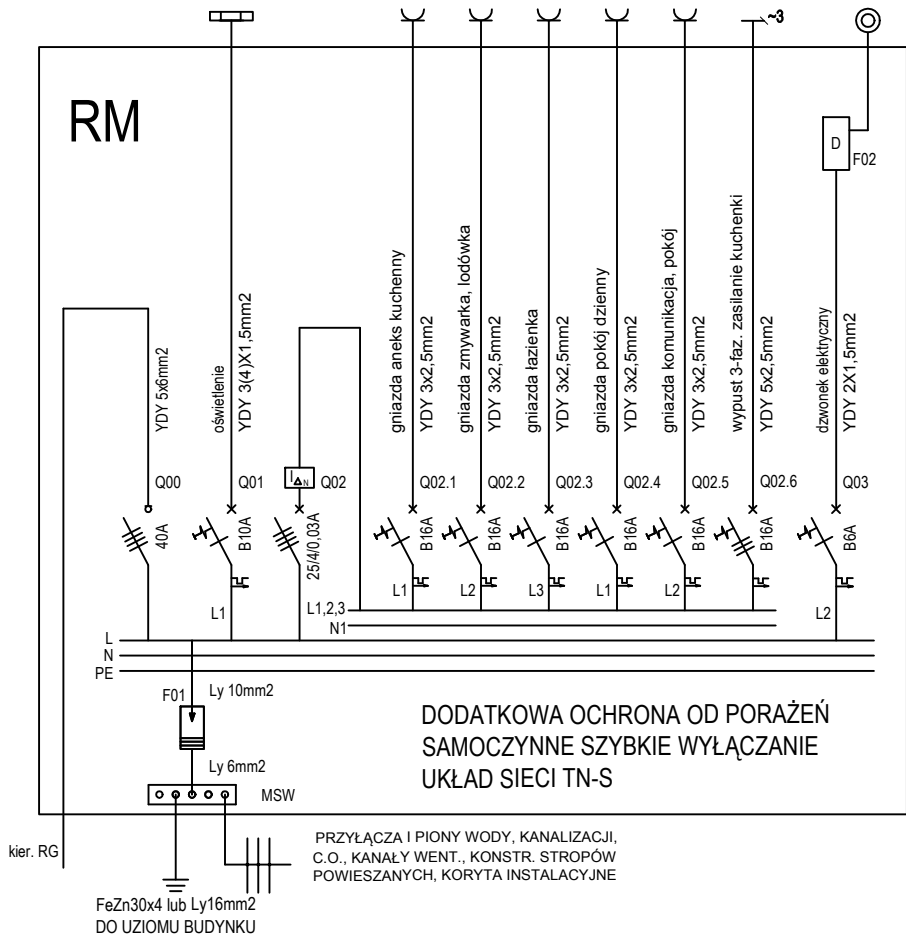 ~3
RM
D
F02
YDY 5x6mm2
oświetlenie
YDY 3(4)X1,5mm2
gniazda aneks kuchenny
YDY 3x2,5mm2
gniazda zmywarka, lodówka
YDY 3x2,5mm2
gniazda łazienka
YDY 3x2,5mm2
gniazda pokój dzienny
YDY 3x2,5mm2
gniazda komunikacja, pokój
YDY 3x2,5mm2
wypust 3-faz. zasilanie kuchenki
YDY 5x2,5mm2
dzwonek elektryczny
YDY 2X1,5mm2
Q00
Q01
I∆N
Q02
Q02.1
Q02.2
Q02.3
Q02.4
Q02.5
Q02.6
Q03
40A
B10A
25/4/0,03A
B16A
B16A
B16A
B16A
B16A
B16A
B6A
L1
L1,2,3
L1
L2
L3
L1
L2
L2
N1
L
N
PE
F01
Ly 10mm2
Ly 6mm2
MSW
DODATKOWA OCHRONA OD PORAŻEŃ
SAMOCZYNNE SZYBKIE WYŁĄCZANIE
UKŁAD SIECI TN-S
kier. RG
PRZYŁĄCZA I PIONY WODY, KANALIZACJI,
C.O., KANAŁY WENT., KONSTR. STROPÓW
POWIESZANYCH, KORYTA INSTALACYJNE
FeZn30x4 lub Ly16mm2
DO UZIOMU BUDYNKU